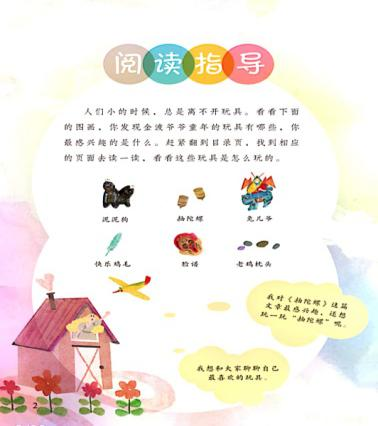 阅读指导
人们小的时候，总是离不开玩具。看看下面
的图画，你发现金波爷爷童年的玩具有哪些，你
最感兴趣的是什么。赶紧翻到目录页，找到相应
的页面去读一读，看看这些玩具是怎么玩的。
泥泥狗 抽陀螺 兔儿爷
快乐鸡毛 脸谱 老鸡枕头
我对《抽陀螺》这篇
文章最感兴趣，还想
玩一玩“抽陀螺”呢。
我想和大家聊聊自己
最喜欢的玩具。
2